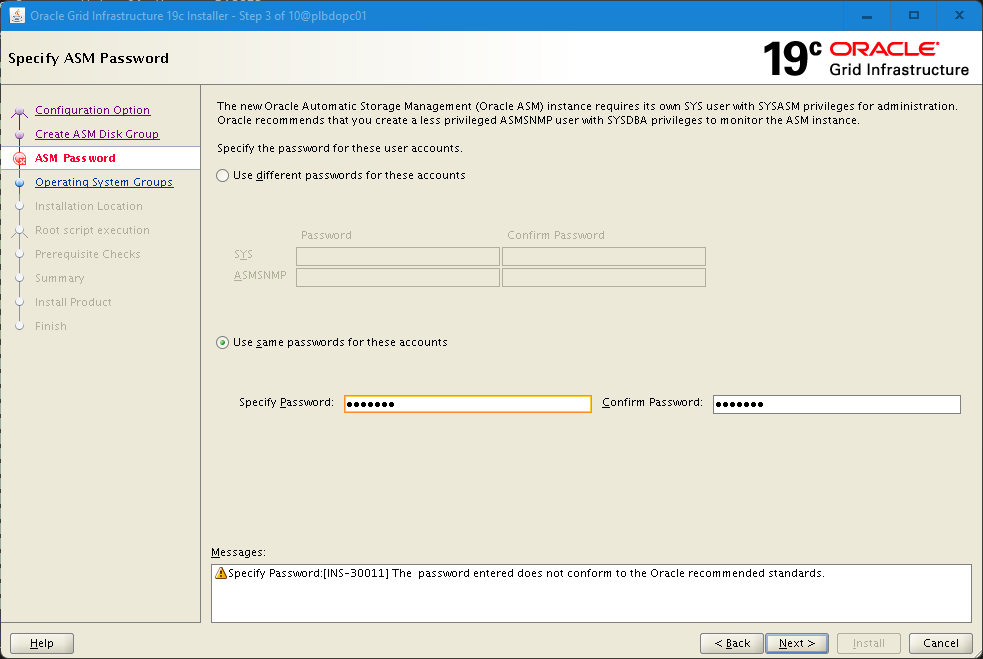 Oracle Grid Infrastructure 19c Installer - Step 3 of 10@plbdopc01
Specify ASM Password
19c ORACLE
Grid Infrastructure
Configuration Option
Create ASM Disk Group
ASM Password
Operating System Groups
Installation Location
Root script execution
Prerequisite Checks
Summary
Install Product
Finish
The new Oracle Automatic Storage Management (Oracle ASM) instance requires its own SYS user with SYSASM privileges for administration.
Oracle recommends that you create a less privileged ASMSNMP user with SYSDBA privileges to monitor the ASM instance.
Specify the password for these user accounts.
Use different passwords for these accounts
Password Confirm Password
SYS
ASMSNMP
Use same passwords for these accounts
Specify Password: ●●●●●●● Confirm Password: ●●●●●●●
Messages:
Specify Password:[INS-30011] The  password entered does not conform to the Oracle recommended standards.
Help < Back Next > Install Cancel